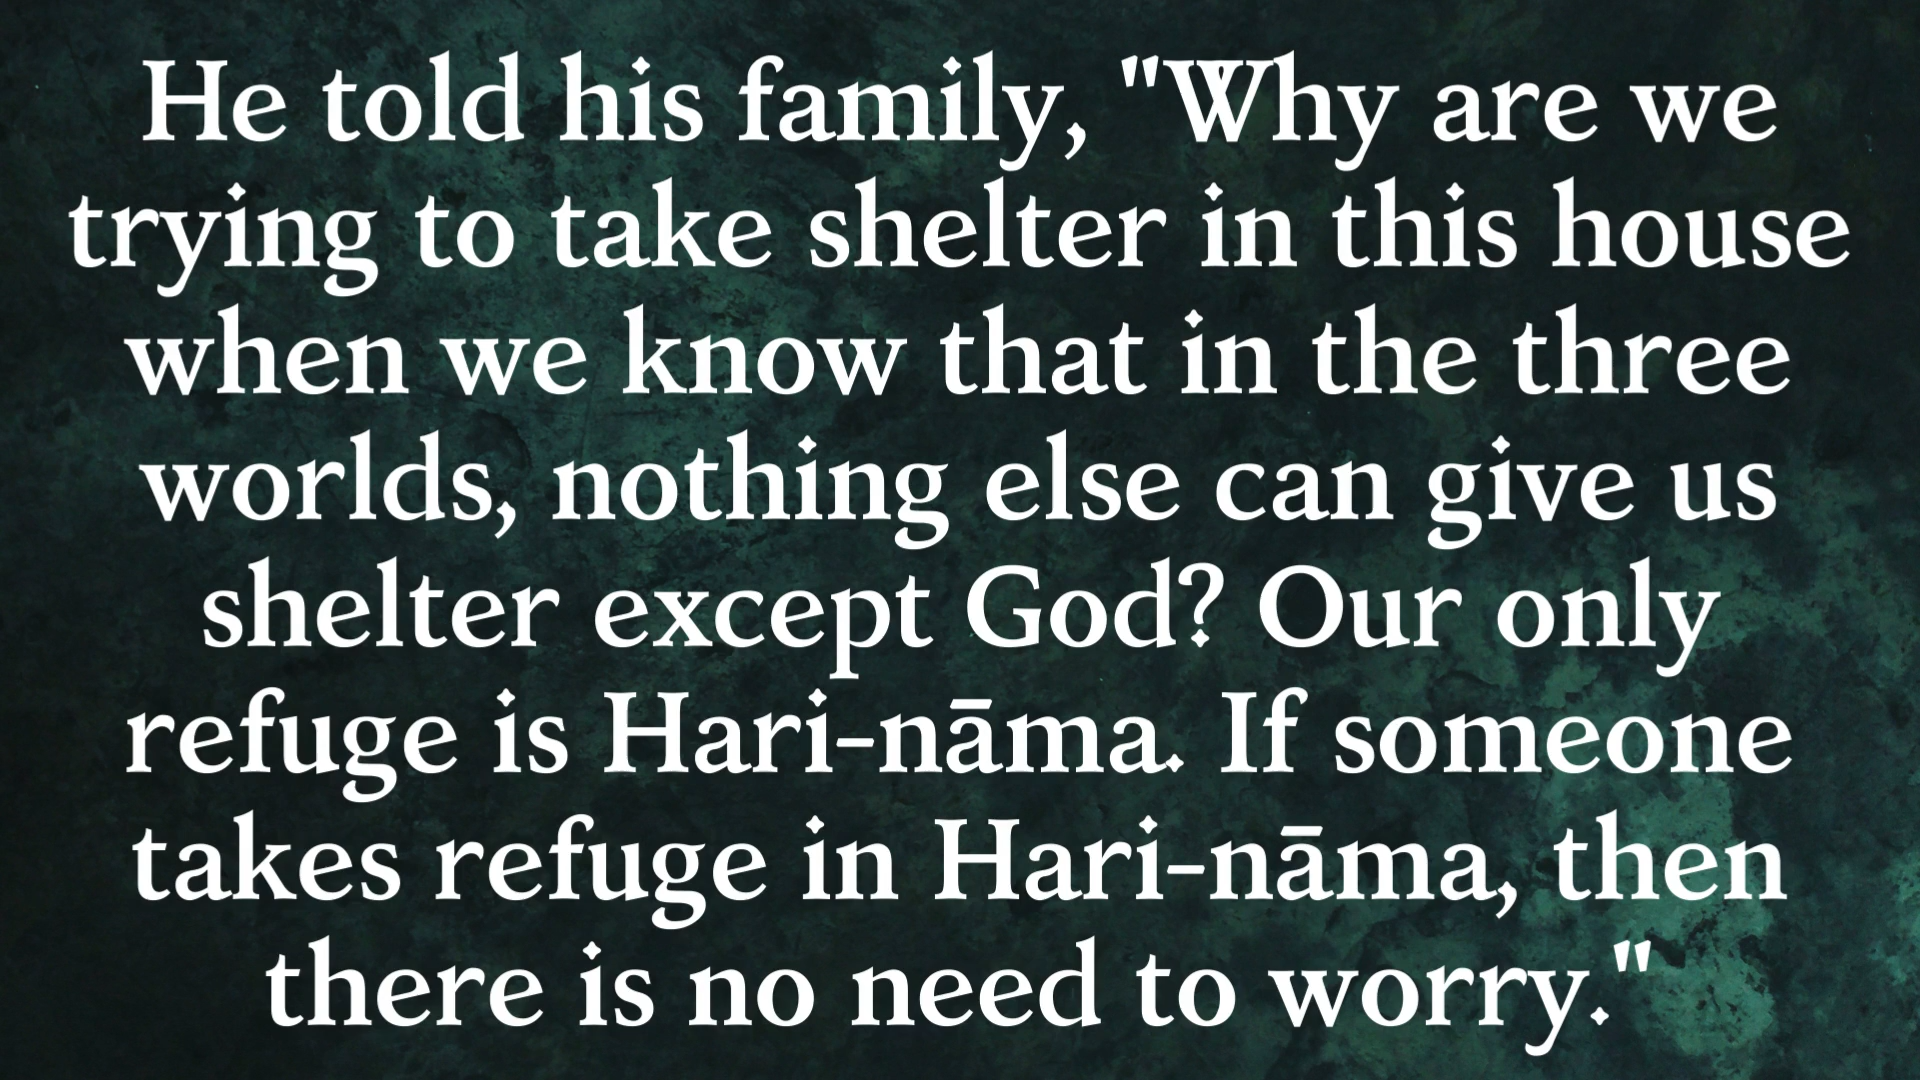 He told his family, "Why are we
trying to take shelter in this house
when we know that in the three
worlds, nothing else can give us
shelter except God? Our only
refuge is Hari-nāma. If someone
takes refuge in Hari-nāma, then
there is no need to worry."